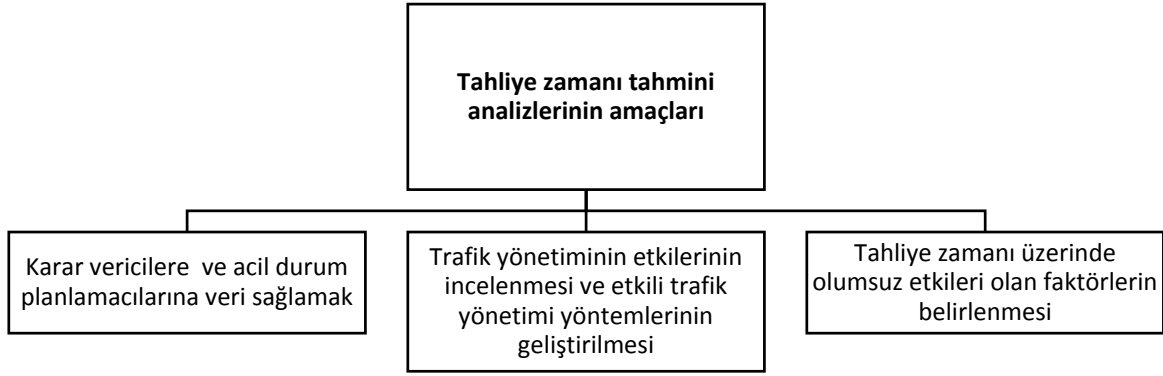 Tahliye zamanı tahmini
analizlerinin amaçları
Karar vericilere ve acil durum
planlamacılarına veri sağlamak
Trafik yönetiminin etkilerinin
incelenmesi ve etkili trafik
yönetimi yöntemlerinin
geliştirilmesi
Tahliye zamanı üzerinde
olumsuz etkileri olan faktörlerin
belirlenmesi